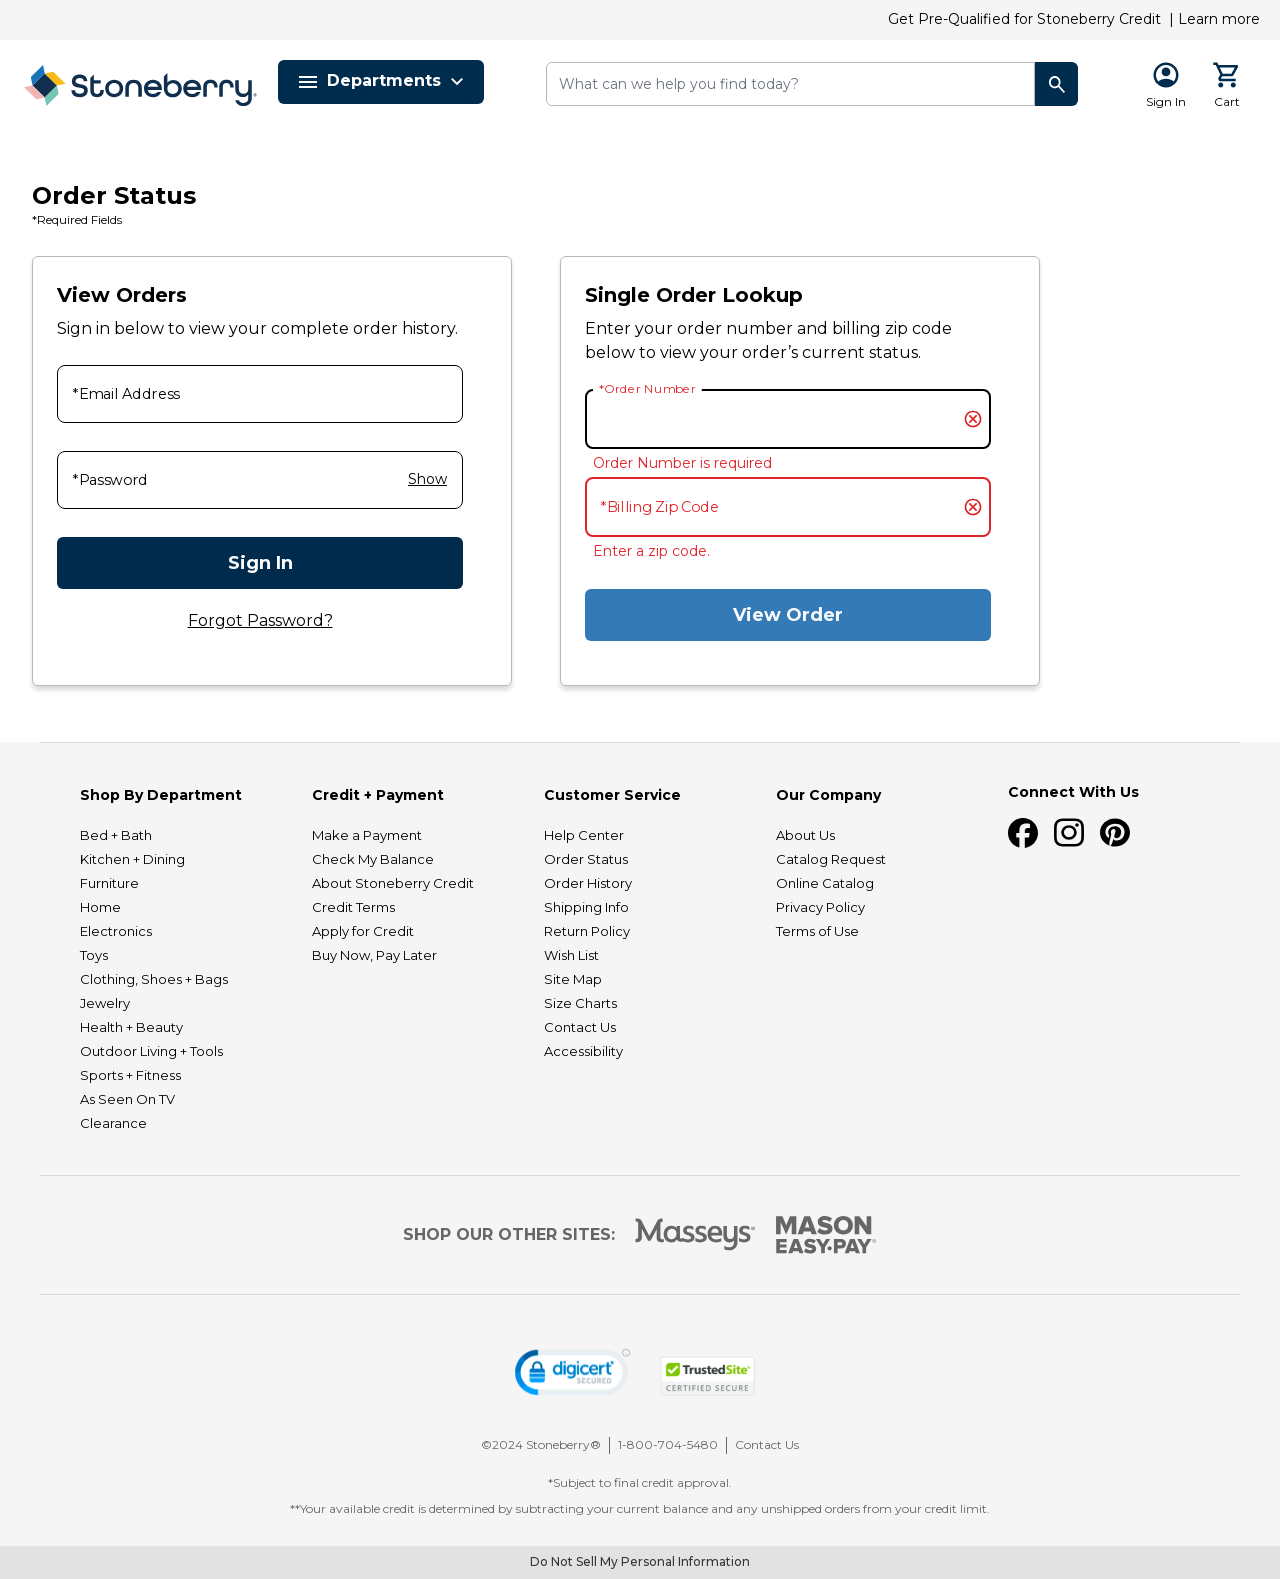 Get Pre-Qualified for Stoneberry Credit | Learn more
Stoneberry
Departments
What can we help you find today?
Sign In
Cart
Order Status
*Required Fields
View Orders
Sign in below to view your complete order history.
*Email Address
*Password
Show
Sign In
Forgot Password?
Single Order Lookup
Enter your order number and billing zip code
below to view your order’s current status.
*Order Number
Order Number is required
*Billing Zip Code
Enter a zip code.
View Order
Shop By Department
Bed + Bath
Kitchen + Dining
Furniture
Home
Electronics
Toys
Clothing, Shoes + Bags
Jewelry
Health + Beauty
Outdoor Living + Tools
Sports + Fitness
As Seen On TV
Clearance
Credit + Payment
Make a Payment
Check My Balance
About Stoneberry Credit
Credit Terms
Apply for Credit
Buy Now, Pay Later
Customer Service
Help Center
Order Status
Order History
Shipping Info
Return Policy
Wish List
Site Map
Size Charts
Contact Us
Accessibility
Our Company
About Us
Catalog Request
Online Catalog
Privacy Policy
Terms of Use
Connect With Us
SHOP OUR OTHER SITES:
Masseys®
MASON
EASY•PAY®
digicert
SECURED
TrustedSite
CERTIFIED SECURE
©2024 Stoneberry® | 1-800-704-5480 | Contact Us
*Subject to final credit approval.
**Your available credit is determined by subtracting your current balance and any unshipped orders from your credit limit.
Do Not Sell My Personal Information